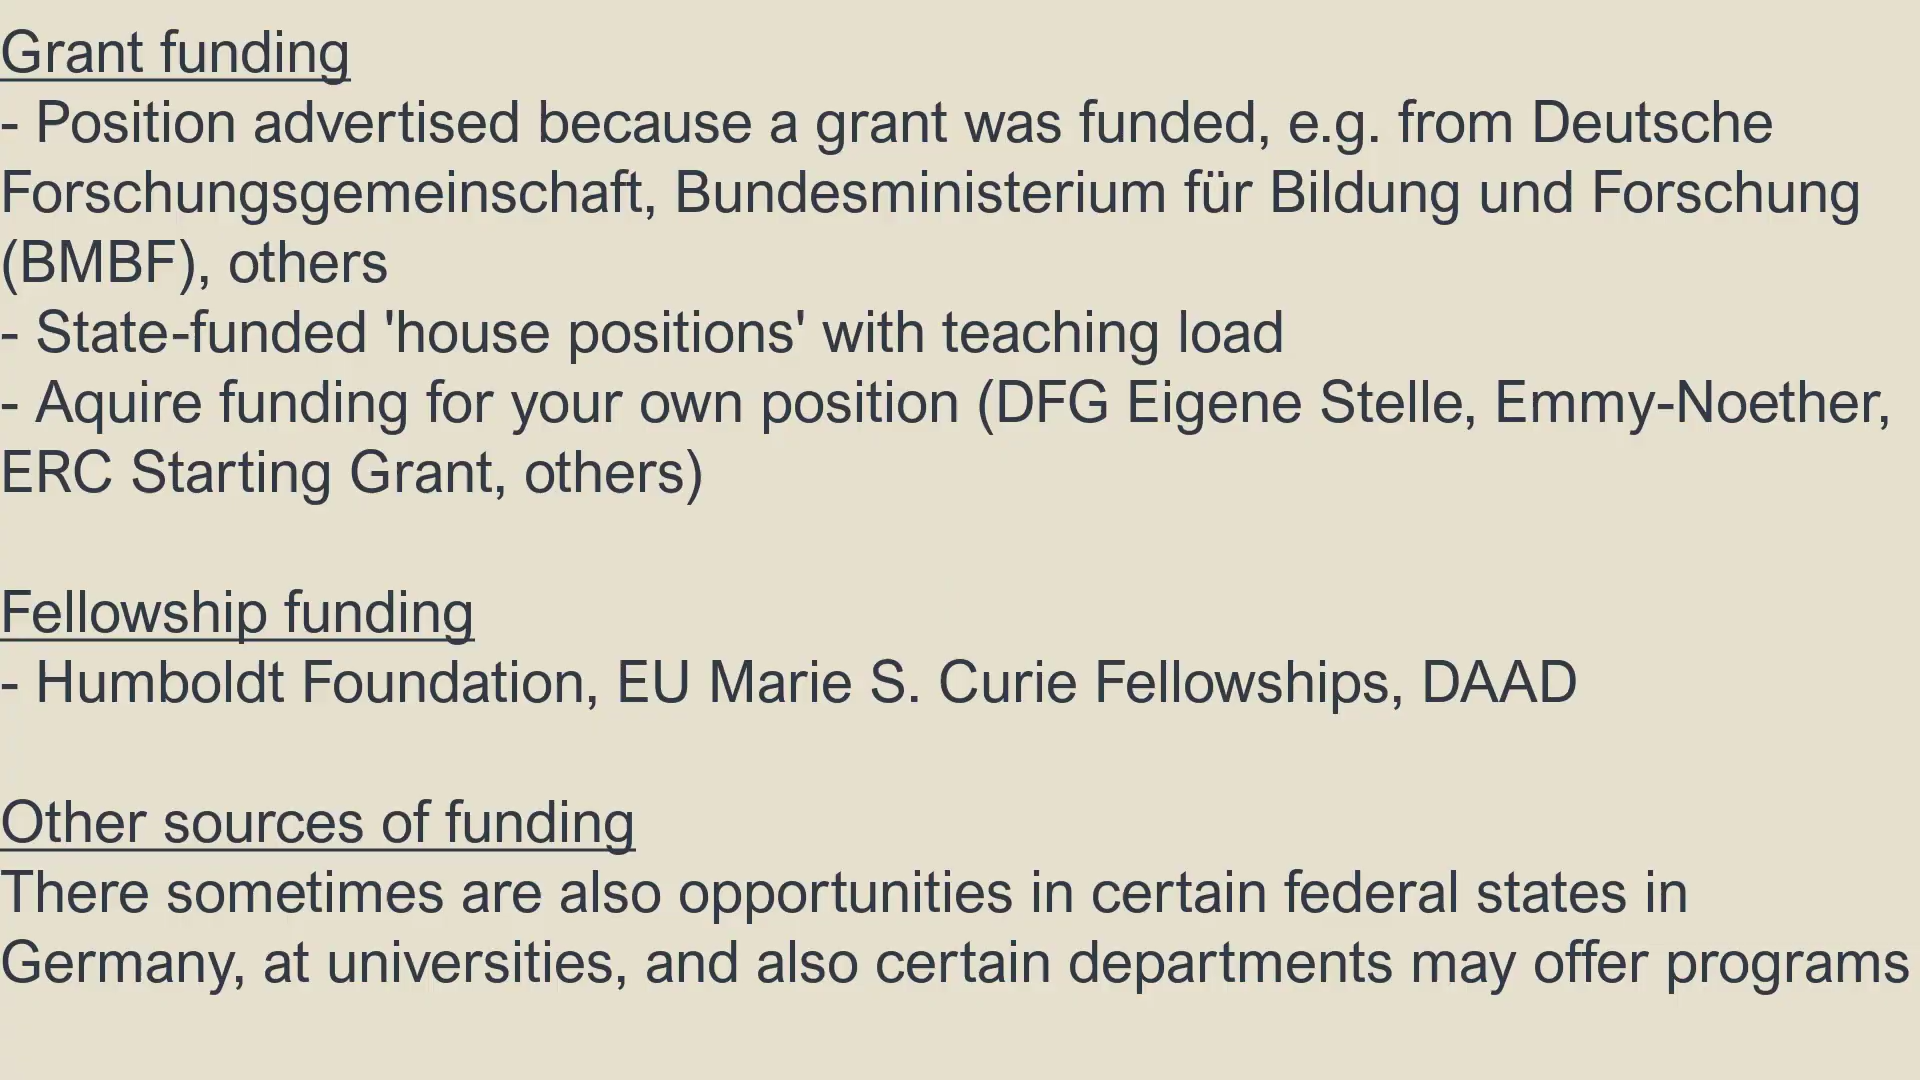 Grant funding
- Position advertised because a grant was funded, e.g. from Deutsche
Forschungsgemeinschaft, Bundesministerium für Bildung und Forschung
(BMBF), others
- State-funded 'house positions' with teaching load
- Aquire funding for your own position (DFG Eigene Stelle, Emmy-Noether,
ERC Starting Grant, others)
Fellowship funding
- Humboldt Foundation, EU Marie S. Curie Fellowships, DAAD
Other sources of funding
There sometimes are also opportunities in certain federal states in
Germany, at universities, and also certain departments may offer programs